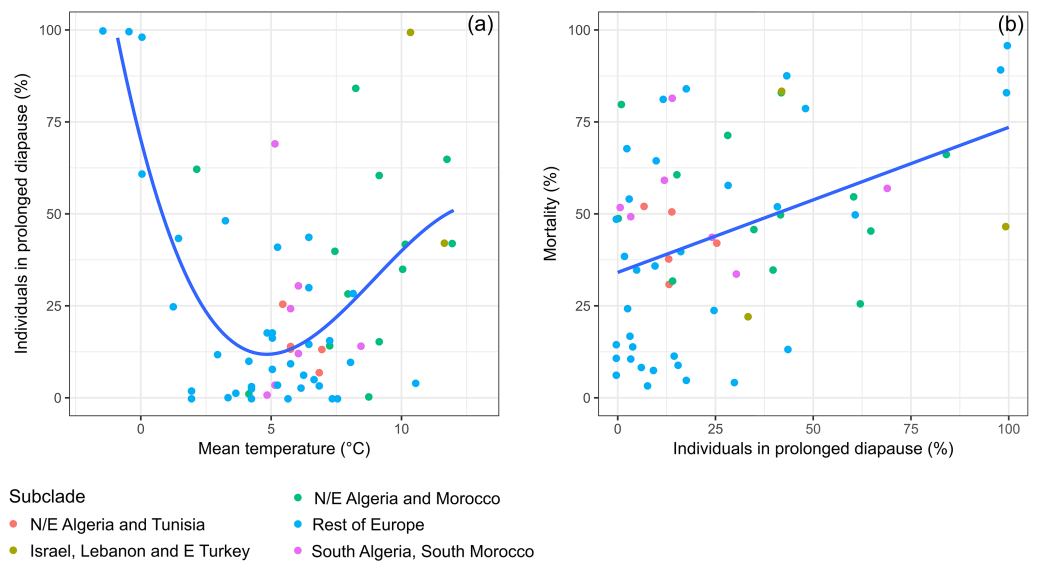 (a)
100
75
50
25
0
Individuals in prolonged diapause (%)
0 5 10
Mean temperature (°C)
(b)
100
75
50
25
0
Mortality (%)
0 25 50 75 100
Individuals in prolonged diapause (%)
Subclade
N/E Algeria and Tunisia
Israel, Lebanon and E Turkey
N/E Algeria and Morocco
Rest of Europe
South Algeria, South Morocco